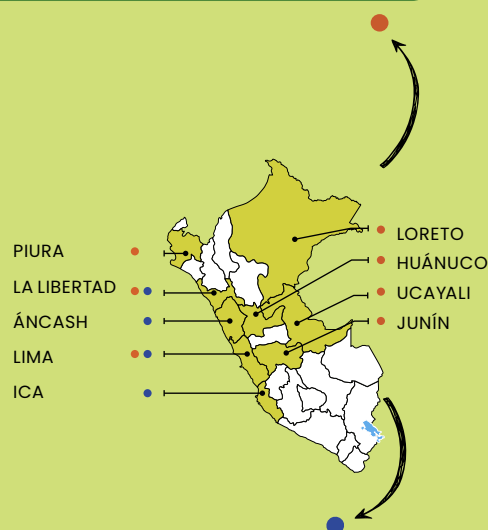 PIURA
LA LIBERTAD
ÁNCASH
LIMA
ICA
LORETO
HUÁNUCO
UCAYALI
JUNÍN